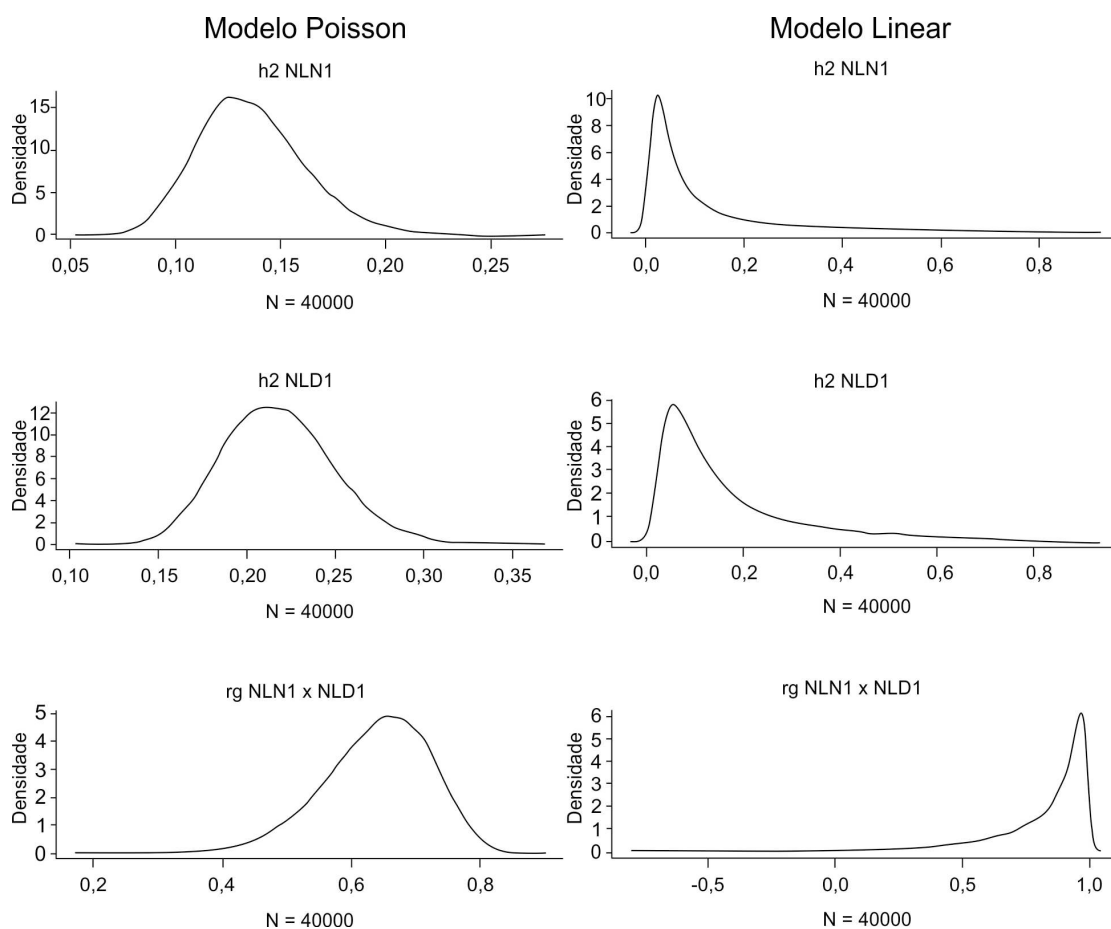 Modelo Poisson
Modelo Linear
h2 NLN1
Densidade
15
10
5
0
0,05 0,10 0,15 0,20 0,25
N = 40000
h2 NLN1
Densidade
10
8
6
4
2
0
0,0 0,2 0,4 0,6 0,8
N = 40000
h2 NLD1
Densidade
12
10
8
6
4
2
0
0,10 0,15 0,20 0,25 0,30 0,35
N = 40000
h2 NLD1
Densidade
6
5
4
3
2
1
0
0,0 0,2 0,4 0,6 0,8
N = 40000
rg NLN1 x NLD1
Densidade
5
4
3
2
1
0
0,2 0,4 0,6 0,8
N = 40000
rg NLN1 x NLD1
Densidade
6
5
4
3
2
1
0
-0,5 0,0 0,5 1,0
N = 40000